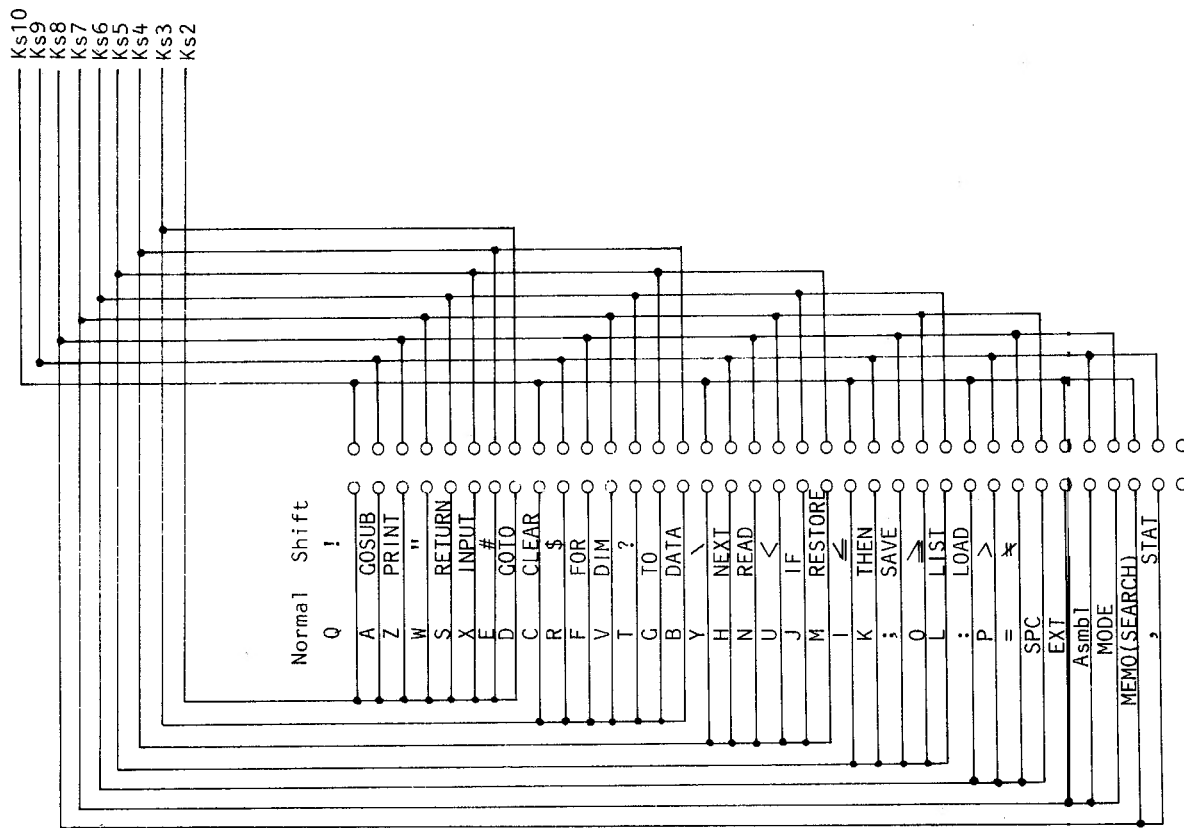 Ks10
Ks9
Ks8
Ks7
Ks6
Ks5
Ks4
Ks3
Ks2
Normal Shift
Q !
A GOSUB
Z PRINT
W "
S RETURN
X INPUT
E #
D GOTO
C CLEAR
R $
F FOR
V DIM
T ?
G TO
B DATA
Y \
H NEXT
N READ
U <
J IF
M RESTORE
I ≦
K THEN
; SAVE
O ≧
L LIST
: LOAD
P >
= ≠
SPC
EXT
Asmbl
MODE
MEMO(SEARCH)
, STAT